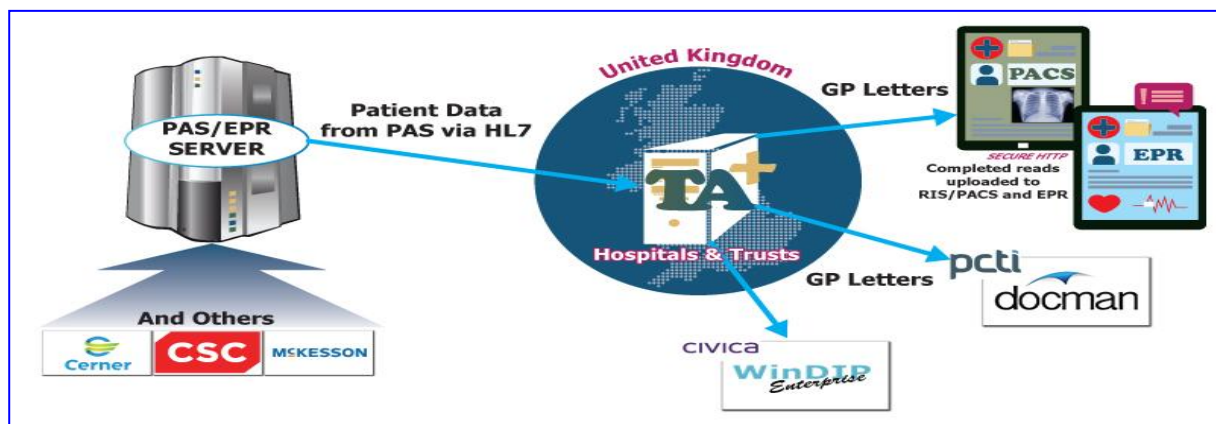 PAS/EPR
SERVER
Patient Data
from PAS via HL7
And Others
Cerner
CSC
MCKESSON
United Kingdom
TA
Hospitals & Trusts
GP Letters
PACS
EPR
SECURE HTTP
Completed reads
uploaded to
RIS/PACS and EPR
GP Letters
pcti
docman
CIVICA
WinDIP
Enterprise